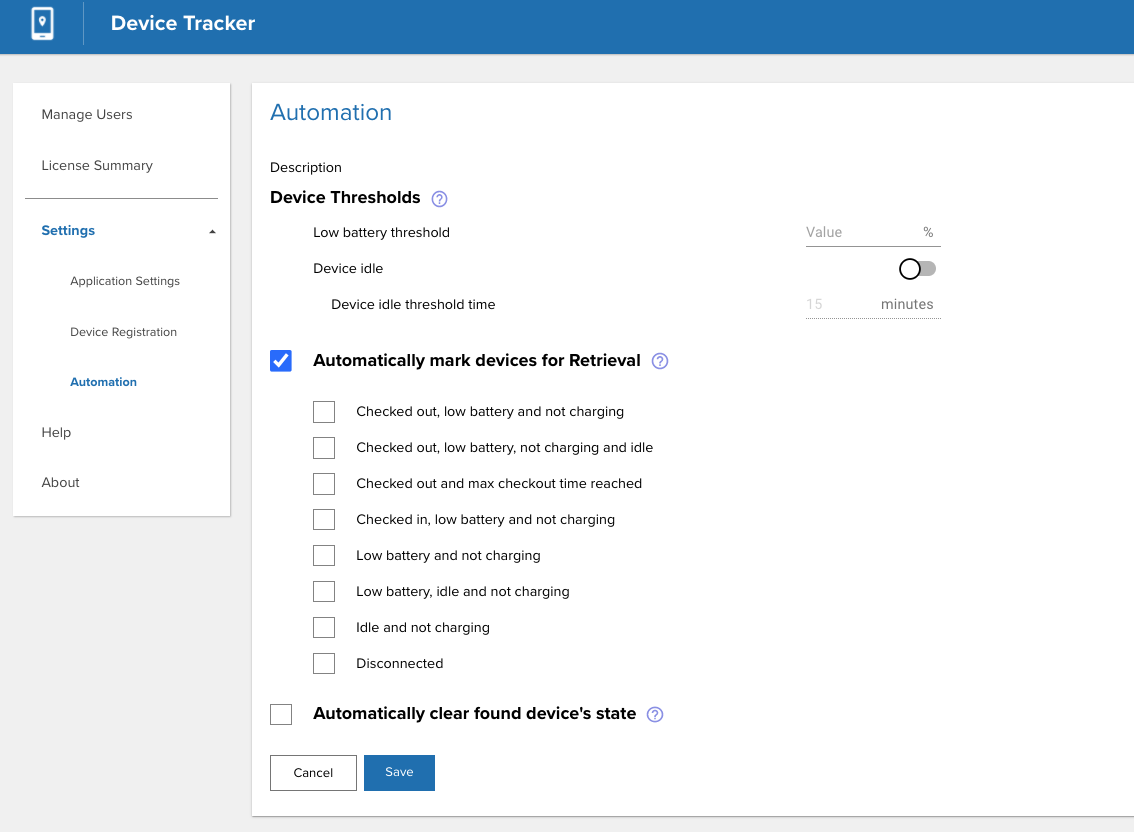 Device Tracker
Manage Users
License Summary
Settings
Application Settings
Device Registration
Automation
Help
About
Automation
Description
Device Thresholds ?
Low battery threshold Value %
Device idle
Device idle threshold time 15 minutes
Automatically mark devices for Retrieval ?
Checked out, low battery and not charging
Checked out, low battery, not charging and idle
Checked out and max checkout time reached
Checked in, low battery and not charging
Low battery and not charging
Low battery, idle and not charging
Idle and not charging
Disconnected
Automatically clear found device's state ?
Cancel Save